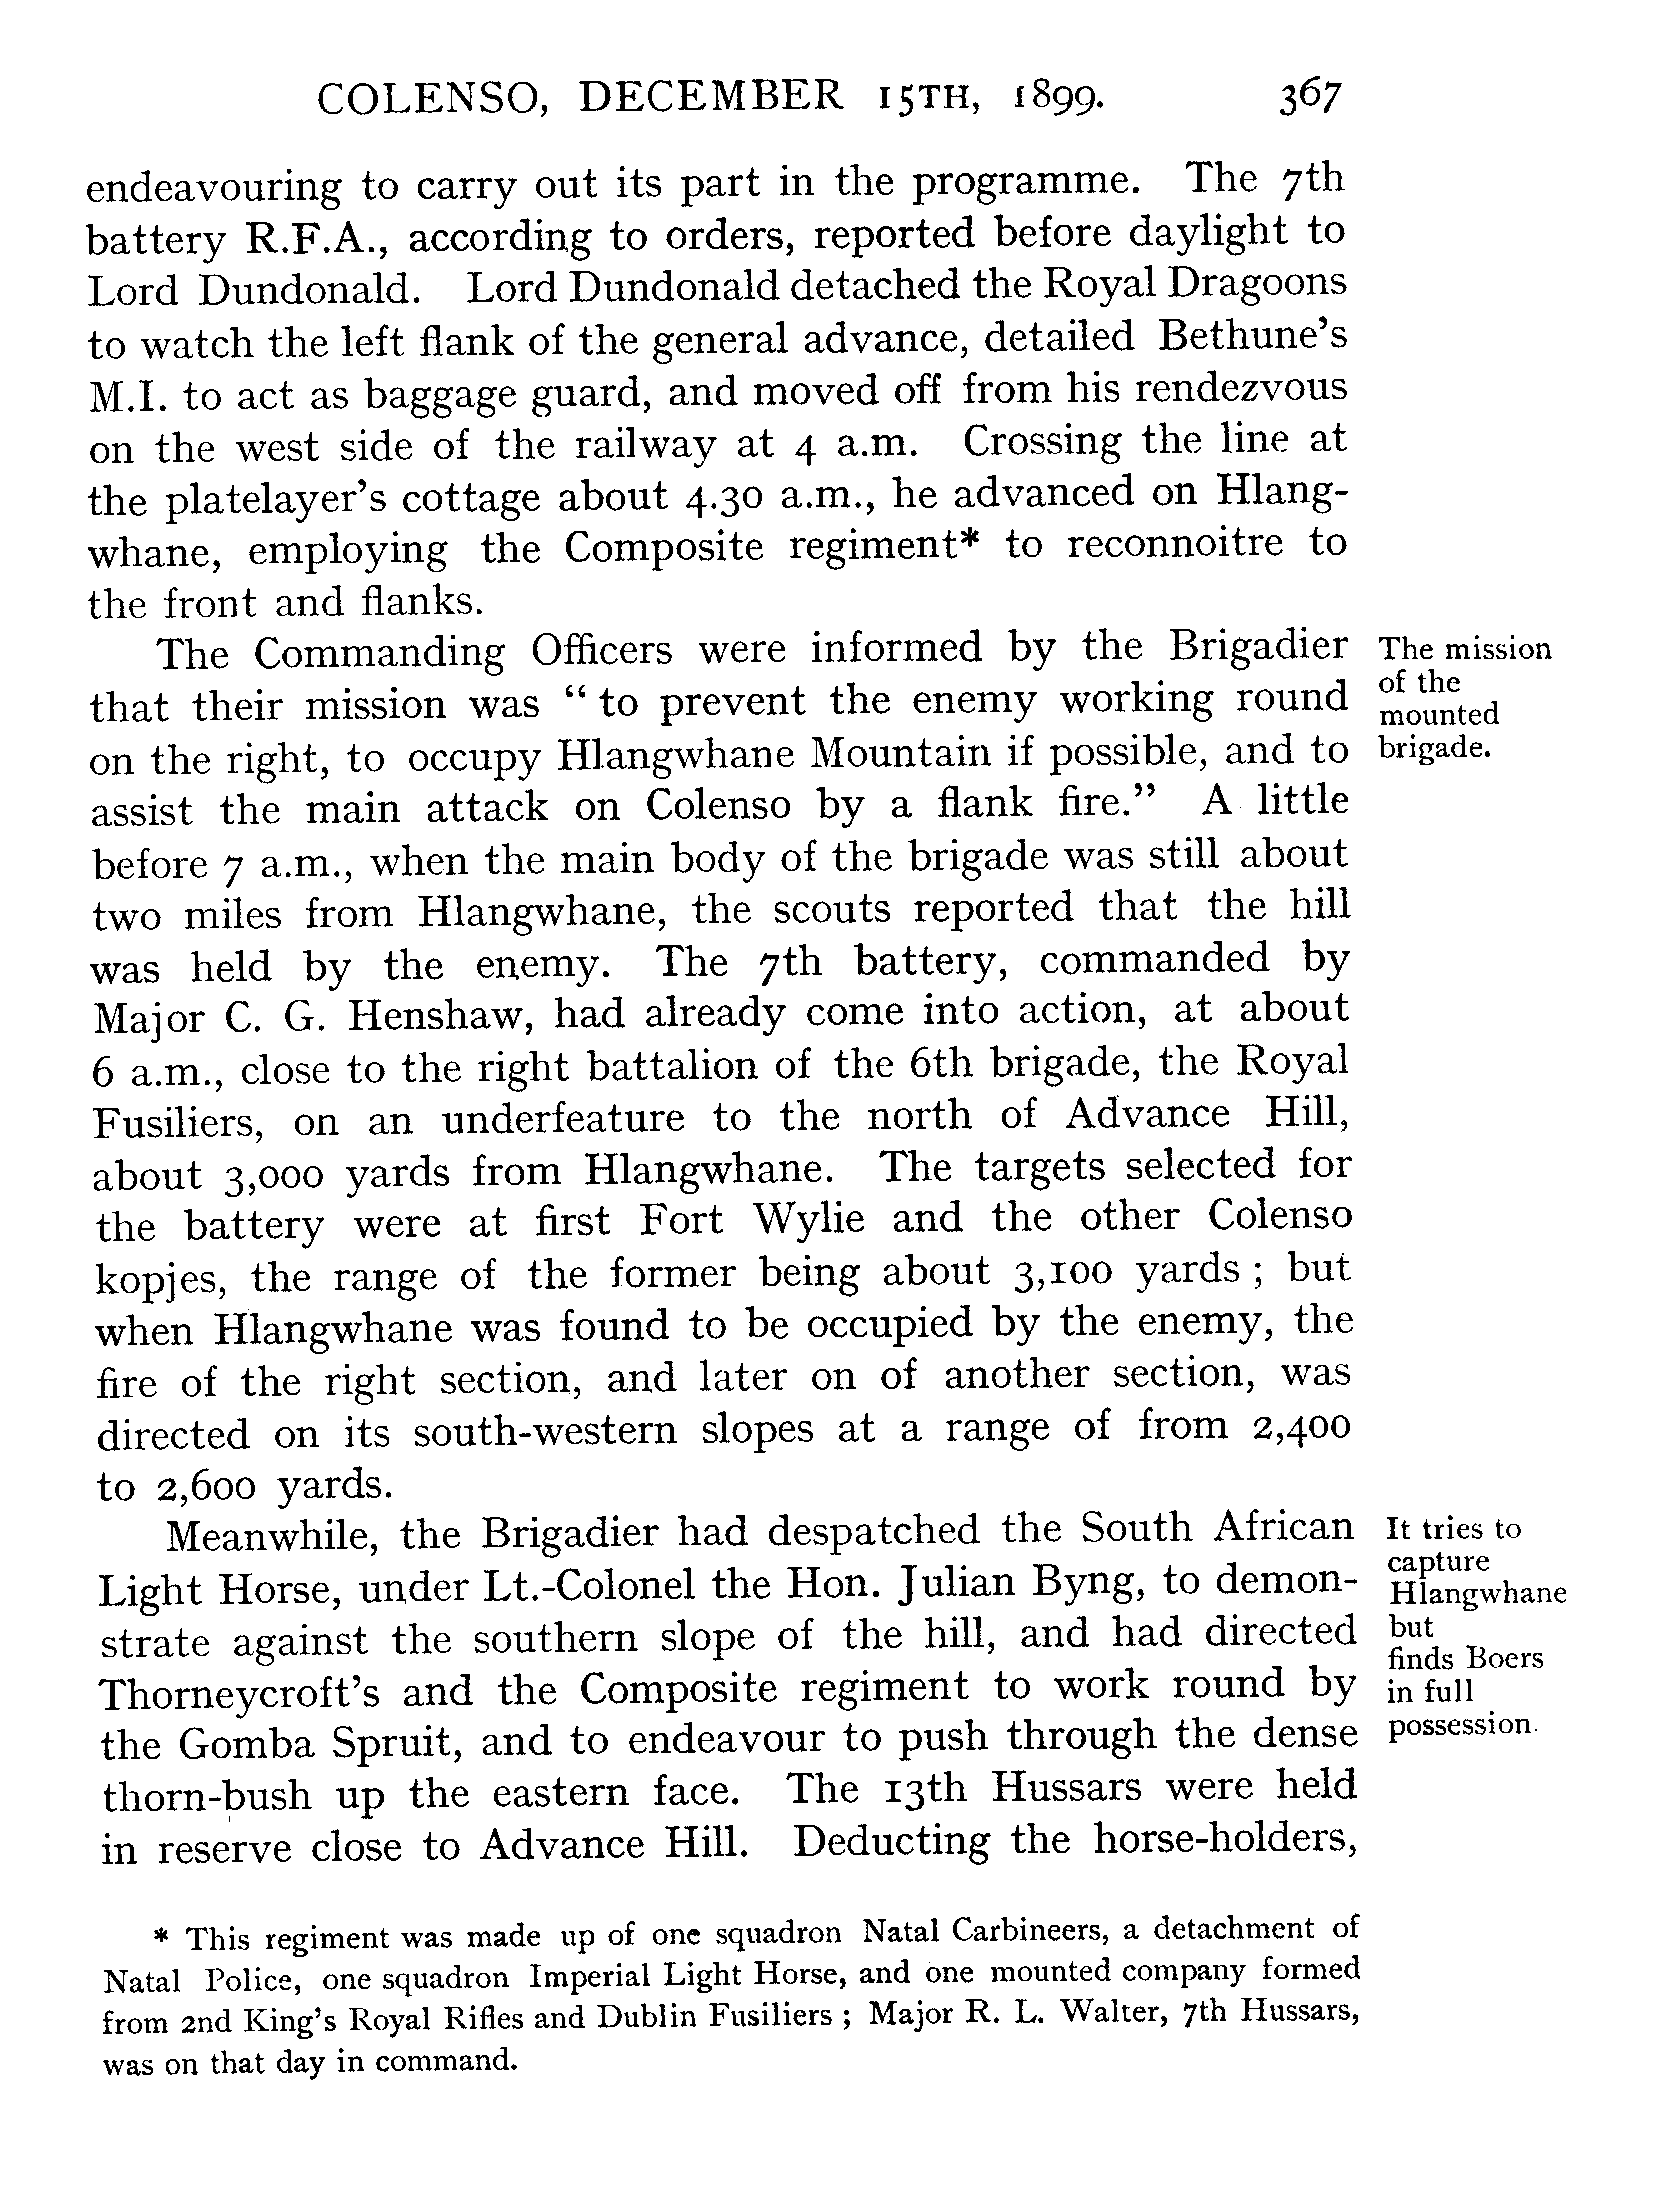 COLENSO, DECEMBER 15TH, 1899. 367
endeavouring to carry out its part in the programme. The 7th
battery R.F.A., according to orders, reported before daylight to
Lord Dundonald. Lord Dundonald detached the Royal Dragoons
to watch the left flank of the general advance, detailed Bethune's
M.I. to act as baggage guard, and moved off from his rendezvous
on the west side of the railway at 4 a.m. Crossing the line at
the platelayer's cottage about 4.30 a.m., he advanced on Hlang-
whane, employing the Composite regiment* to reconnoitre to
the front and flanks.
The Commanding Officers were informed by the Brigadier
that their mission was "to prevent the enemy working round
on the right, to occupy Hlangwhane Mountain if possible, and to
assist the main attack on Colenso by a flank fire." A little
before 7 a.m., when the main body of the brigade was still about
two miles from Hlangwhane, the scouts reported that the hill
was held by the enemy. The 7th battery, commanded by
Major C. G. Henshaw, had already come into action, at about
6 a.m., close to the right battalion of the 6th brigade, the Royal
Fusiliers, on an underfeature to the north of Advance Hill,
about 3,000 yards from Hlangwhane. The targets selected for
the battery were at first Fort Wylie and the other Colenso
kopjes, the range of the former being about 3,100 yards; but
when Hlangwhane was found to be occupied by the enemy, the
fire of the right section, and later on of another section, was
directed on its south-western slopes at a range of from 2,400
to 2,600 yards.
The mission
of the
mounted
brigade.
Meanwhile, the Brigadier had despatched the South African
Light Horse, under Lt.-Colonel the Hon. Julian Byng, to demon-
strate against the southern slope of the hill, and had directed
Thorneycroft's and the Composite regiment to work round by
the Gomba Spruit, and to endeavour to push through the dense
thorn-bush up the eastern face. The 13th Hussars were held
in reserve close to Advance Hill. Deducting the horse-holders,
It tries to
capture
Hlangwhane
but
finds Boers
in full
possession.
* This regiment was made up of one squadron Natal Carbineers, a detachment of
Natal Police, one squadron Imperial Light Horse, and one mounted company formed
from 2nd King's Royal Rifles and Dublin Fusiliers; Major R. L. Walter, 7th Hussars,
was on that day in command.